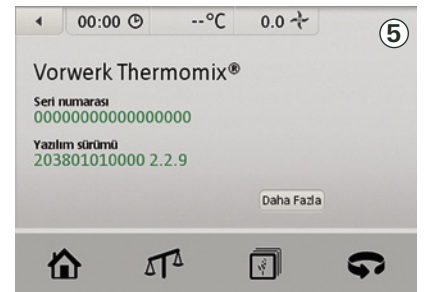 00:00 --°C 0.0
5
Vorwerk Thermomix®
Seri numarası
00000000000000000
Yazılım sürümü
203801010000 2.2.9
Daha Fazla